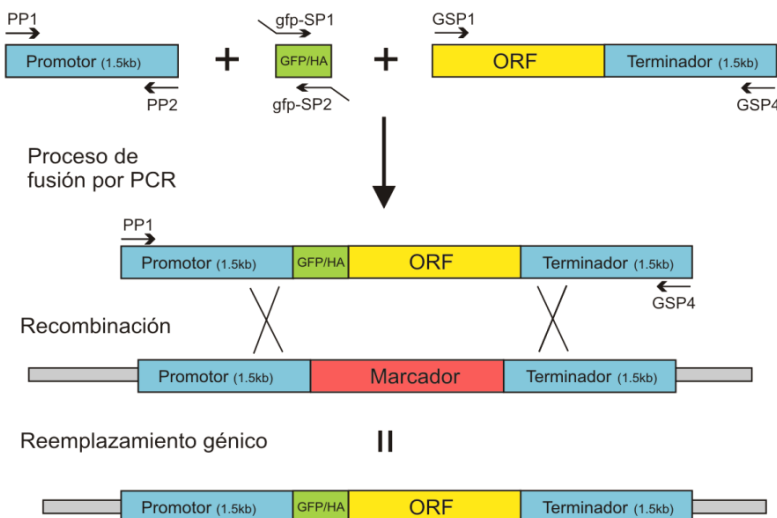 PP1
gfp-SP1
GSP1
Promotor (1.5kb)
+
GFP/HA
+
ORF
Terminador (1.5kb)
PP2
gfp-SP2
GSP4
Proceso de
fusión por PCR
PP1
Promotor (1.5kb)
GFP/HA
ORF
Terminador (1.5kb)
GSP4
Recombinación
Promotor (1.5kb)
Marcador
Terminador (1.5kb)
Reemplazamiento génico
Promotor (1.5kb)
GFP/HA
ORF
Terminador (1.5kb)